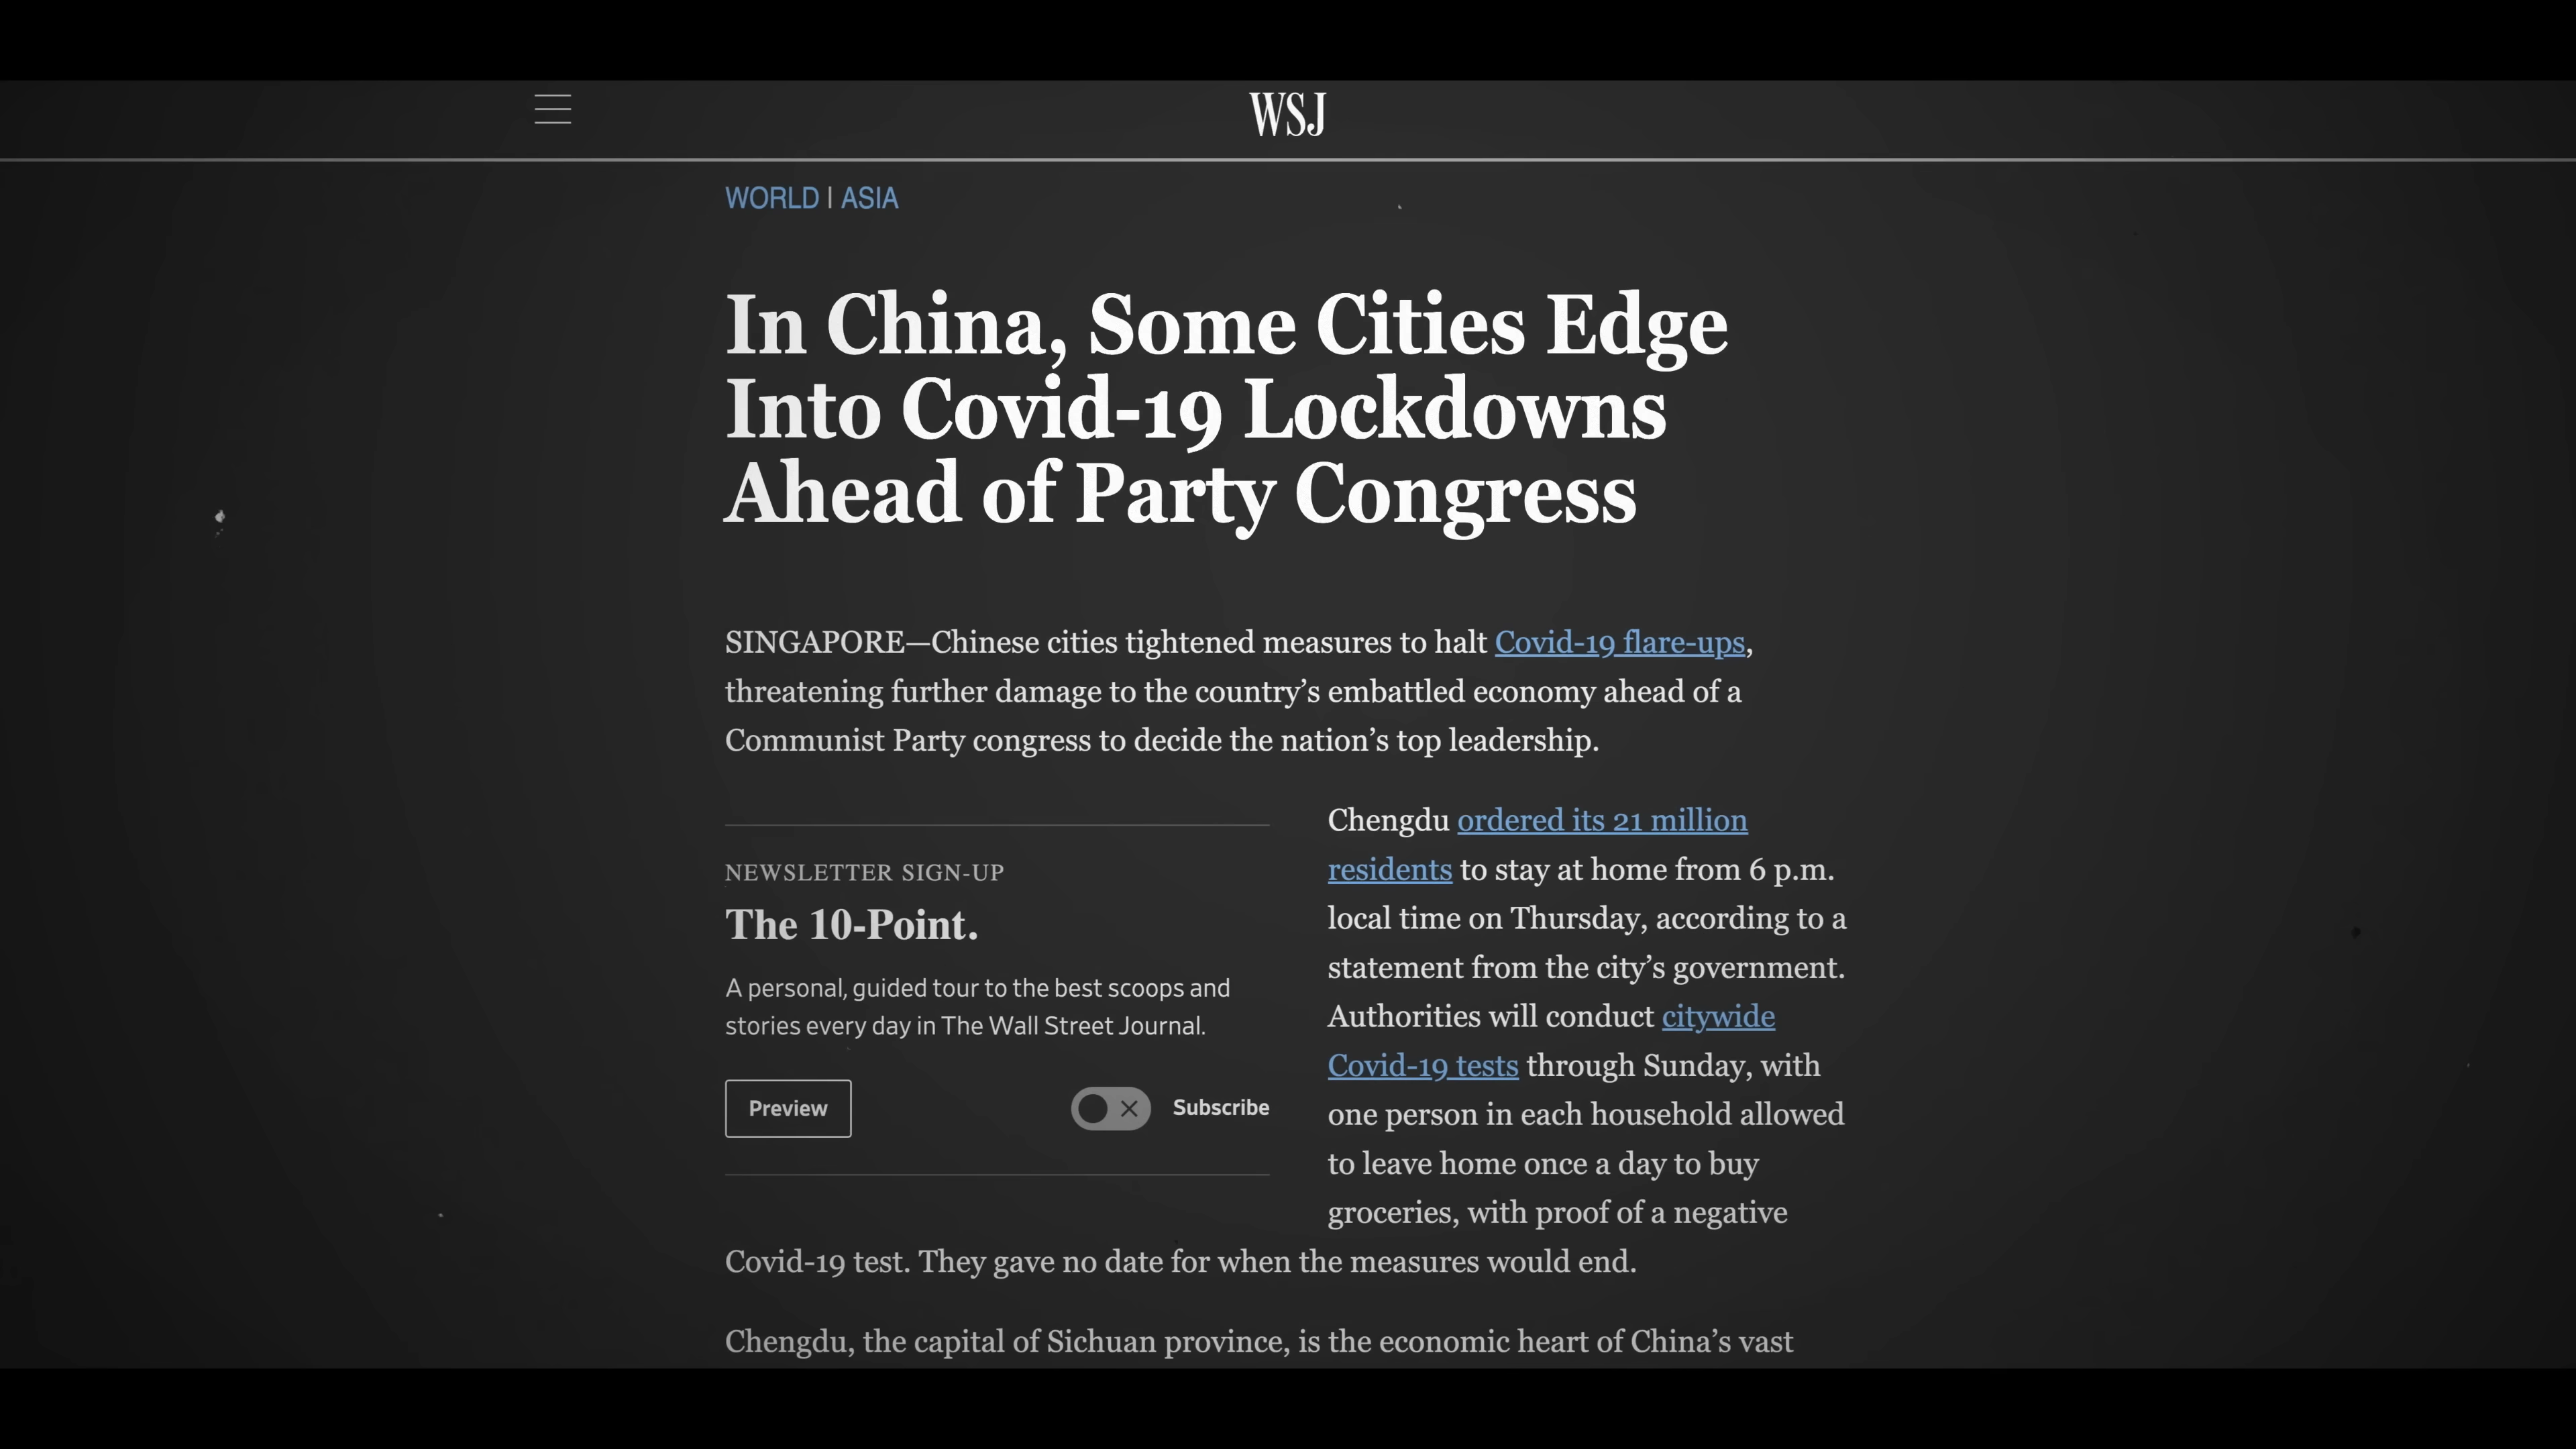 WSJ
WORLD | ASIA
In China, Some Cities Edge
Into Covid-19 Lockdowns
Ahead of Party Congress
SINGAPORE—Chinese cities tightened measures to halt Covid-19 flare-ups,
threatening further damage to the country’s embattled economy ahead of a
Communist Party congress to decide the nation’s top leadership.
NEWSLETTER SIGN-UP
The 10-Point.
A personal, guided tour to the best scoops and
stories every day in The Wall Street Journal.
Preview
Subscribe
Chengdu ordered its 21 million
residents to stay at home from 6 p.m.
local time on Thursday, according to a
statement from the city’s government.
Authorities will conduct citywide
Covid-19 tests through Sunday, with
one person in each household allowed
to leave home once a day to buy
groceries, with proof of a negative
Covid-19 test. They gave no date for when the measures would end.
Chengdu, the capital of Sichuan province, is the economic heart of China’s vast